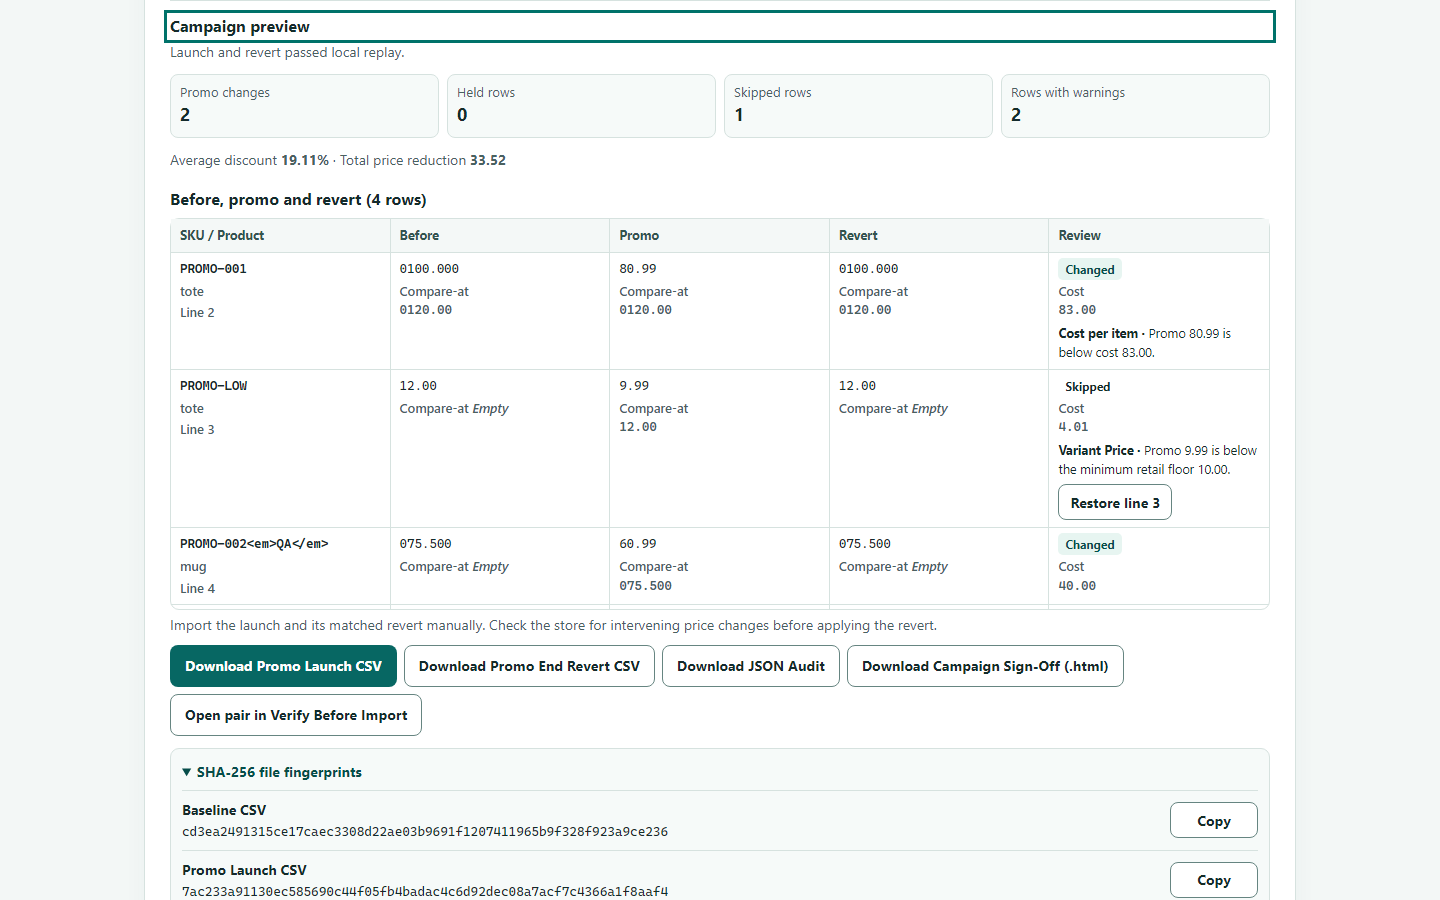 Campaign preview
Launch and revert passed local replay.
Promo changes
2
Held rows
0
Skipped rows
1
Rows with warnings
2
Average discount 19.11% · Total price reduction 33.52
Before, promo and revert (4 rows)
SKU / Product Before Promo Revert Review
PROMO-001
tote
Line 2
0100.000
Compare-at
0120.00
80.99
Compare-at
0120.00
0100.000
Compare-at
0120.00
Changed
Cost
83.00
Cost per item · Promo 80.99 is
below cost 83.00.
PROMO-LOW
tote
Line 3
12.00
Compare-at Empty
9.99
Compare-at
12.00
12.00
Compare-at Empty
Skipped
Cost
4.01
Variant Price · Promo 9.99 is below
the minimum retail floor 10.00.
Restore line 3
PROMO-002<em>QA</em>
mug
Line 4
075.500
Compare-at Empty
60.99
Compare-at
075.500
075.500
Compare-at Empty
Changed
Cost
40.00
Import the launch and its matched revert manually. Check the store for intervening price changes before applying the revert.
Download Promo Launch CSV
Download Promo End Revert CSV
Download JSON Audit
Download Campaign Sign-Off (.html)
Open pair in Verify Before Import
▼ SHA-256 file fingerprints
Baseline CSV
cd3ea2491315ce17caec3308d22ae03b9691f1207411965b9f328f923a9ce236
Copy
Promo Launch CSV
7ac233a91130ec585690c44f05fb4badac4c6d92dec08a7acf7c4366a1f8aaf4
Copy